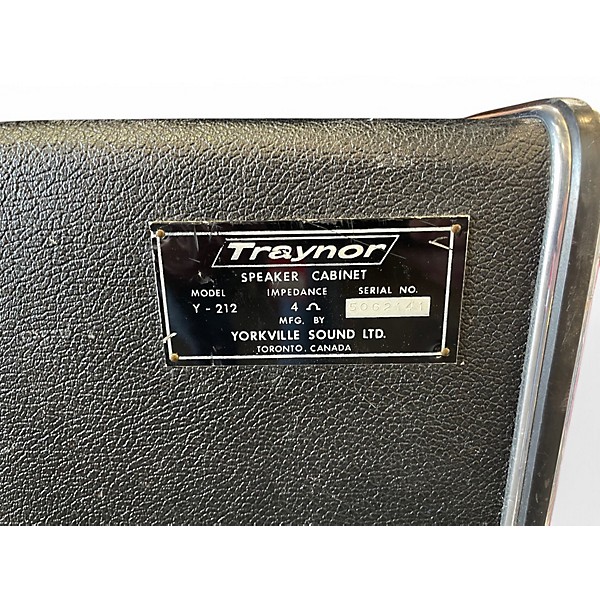 Traynor
SPEAKER CABINET
MODEL IMPEDANCE SERIAL NO.
Y - 212 4 Ω
MFG. BY
YORKVILLE SOUND LTD.
TORONTO, CANADA